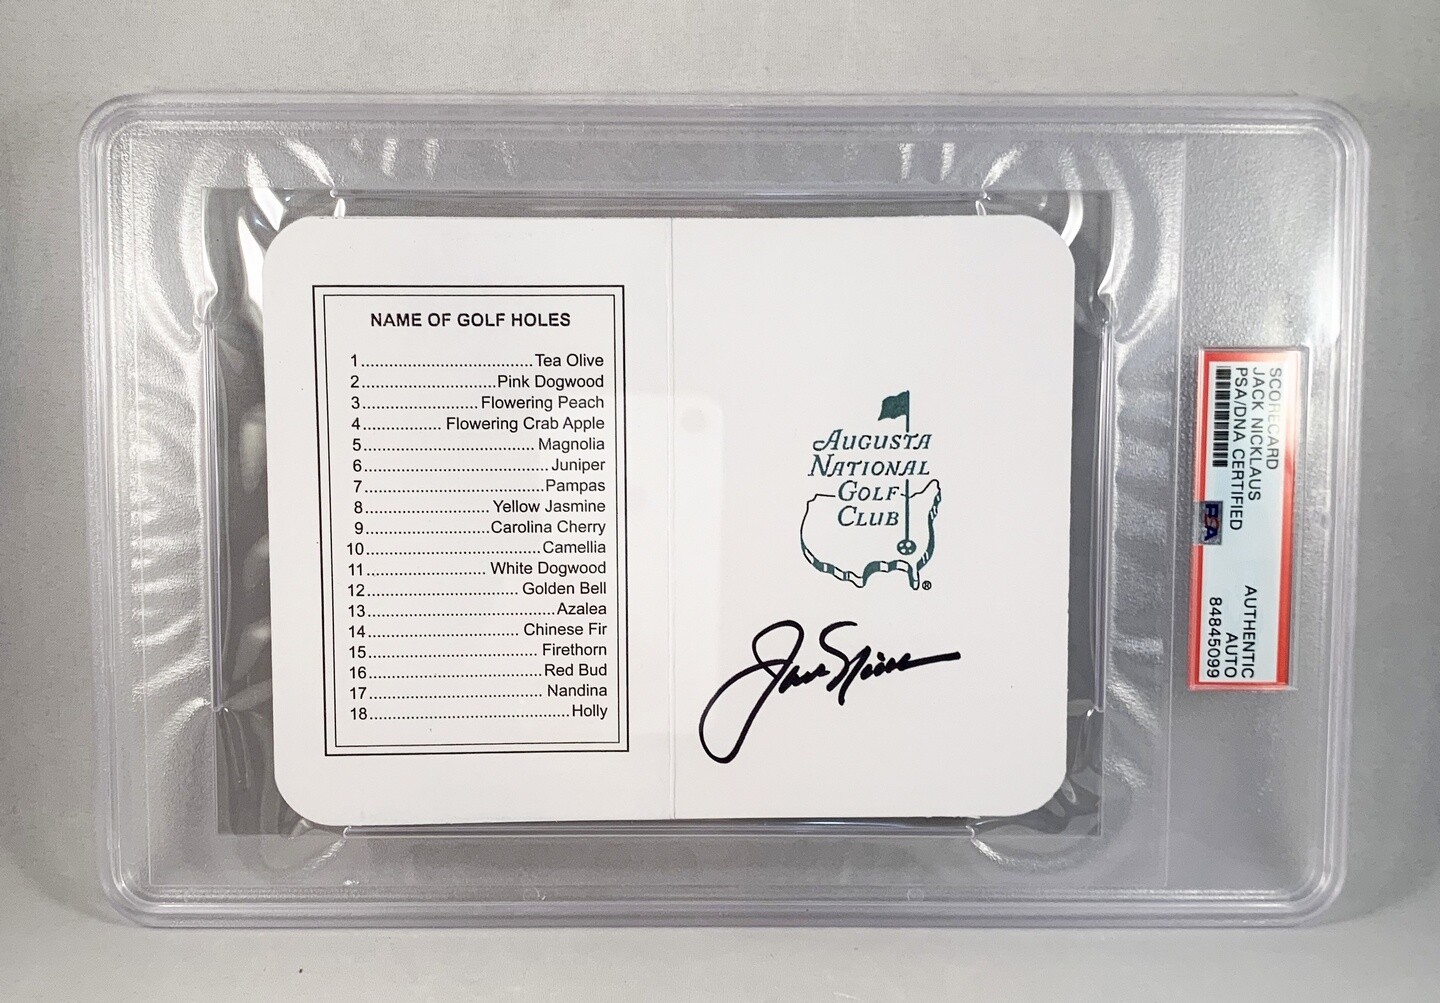 NAME OF GOLF HOLES
1..........Tea Olive
2..........Pink Dogwood
3..........Flowering Peach
4..........Flowering Crab Apple
5..........Magnolia
6..........Juniper
7..........Pampas
8..........Yellow Jasmine
9..........Carolina Cherry
10..........Camellia
11..........White Dogwood
12..........Golden Bell
13..........Azalea
14..........Chinese Fir
15..........Firethorn
16..........Red Bud
17..........Nandina
18..........Holly
AUGUSTA
NATIONAL
GOLF
CLUB
®
Jack Nicklaus
SCORECARD
JACK NICKLAUS
PSA/DNA CERTIFIED
PSA
AUTHENTIC
AUTO
84845099